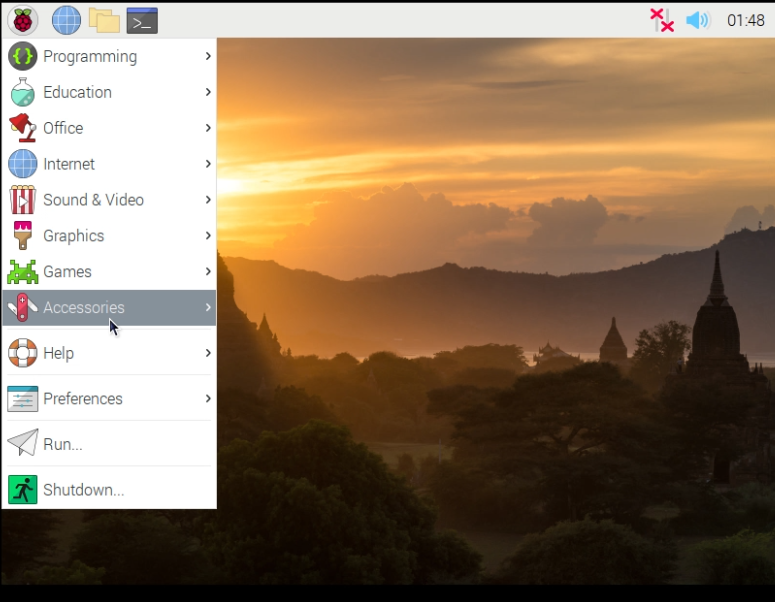 >_
01:48
Programming
Education
Office
Internet
Sound & Video
Graphics
Games
Accessories
Help
Preferences
Run...
Shutdown...